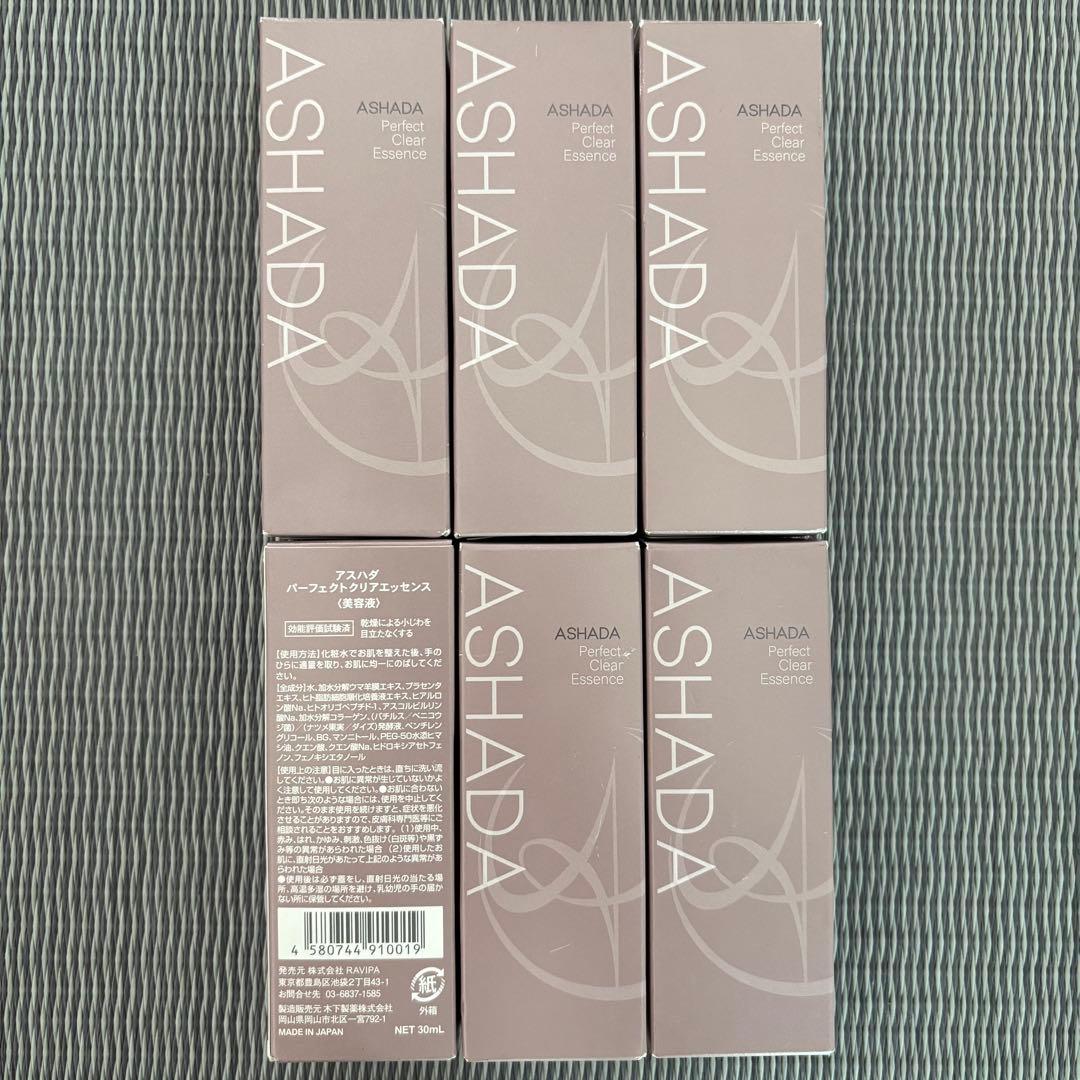 ASHADA
ASHADA
Perfect
Clear
Essence
ASHADA
ASHADA
Perfect
Clear
Essence
ASHADA
ASHADA
Perfect
Clear
Essence
アスハダ
パーフェクトクリアエッセンス
〈美容液〉
効能評価試験済 乾燥による小じわを
目立たなくする
【使用方法】化粧水でお肌を整えた後、手の
ひらに適量を取り、お肌に均一にのばしてくださ
い。
【全成分】水、加水分解ウマ羊膜エキス、プラセンタ
エキス、ヒト脂肪細胞順化培養液エキス、ヒアルロ
ン酸Na、ヒトオリゴペプチド-1、アスコルビルリン
酸Na、加水分解コラーゲン、(バチルス/ベニコウ
ジ菌)/(ナツメ果実/ダイズ)発酵液、ペンチレン
グリコール、BG、マンニトール、PEG-50水添ヒマ
シ油、クエン酸、クエン酸Na、ヒドロキシアセトフェ
ノン、フェノキシエタノール
【使用上の注意】目に入ったときは、直ちに洗い流
してください。●お肌に異常が生じていないかよ
く注意して使用してください。●お肌に合わない
とき即ち次のような場合には、使用を中止してく
ださい。そのまま使用を続けますと、症状を悪化
させることがありますので、皮膚科専門医等にご
相談されることをおすすめします。(1)使用中、
赤み、はれ、かゆみ、刺激、色抜け(白斑等)や黒ず
み等の異常があらわれた場合 (2)使用したお
肌に、直射日光があたって上記のような異常があ
らわれた場合
●使用後は必ず蓋をし、直射日光の当たる場
所、高温多湿の場所を避け、乳幼児の手の届か
ない所に保管してください。
4 580744 910019
発売元 株式会社 RAVIPA
東京都豊島区池袋2丁目43-1
お問合せ先 03-6837-1585
製造販売元 木下製薬株式会社
岡山県岡山市北区一宮792-1
MADE IN JAPAN NET 30mL
紙
外箱
ASHADA
ASHADA
Perfect
Clear
Essence
ASHADA
ASHADA
Perfect
Clear
Essence